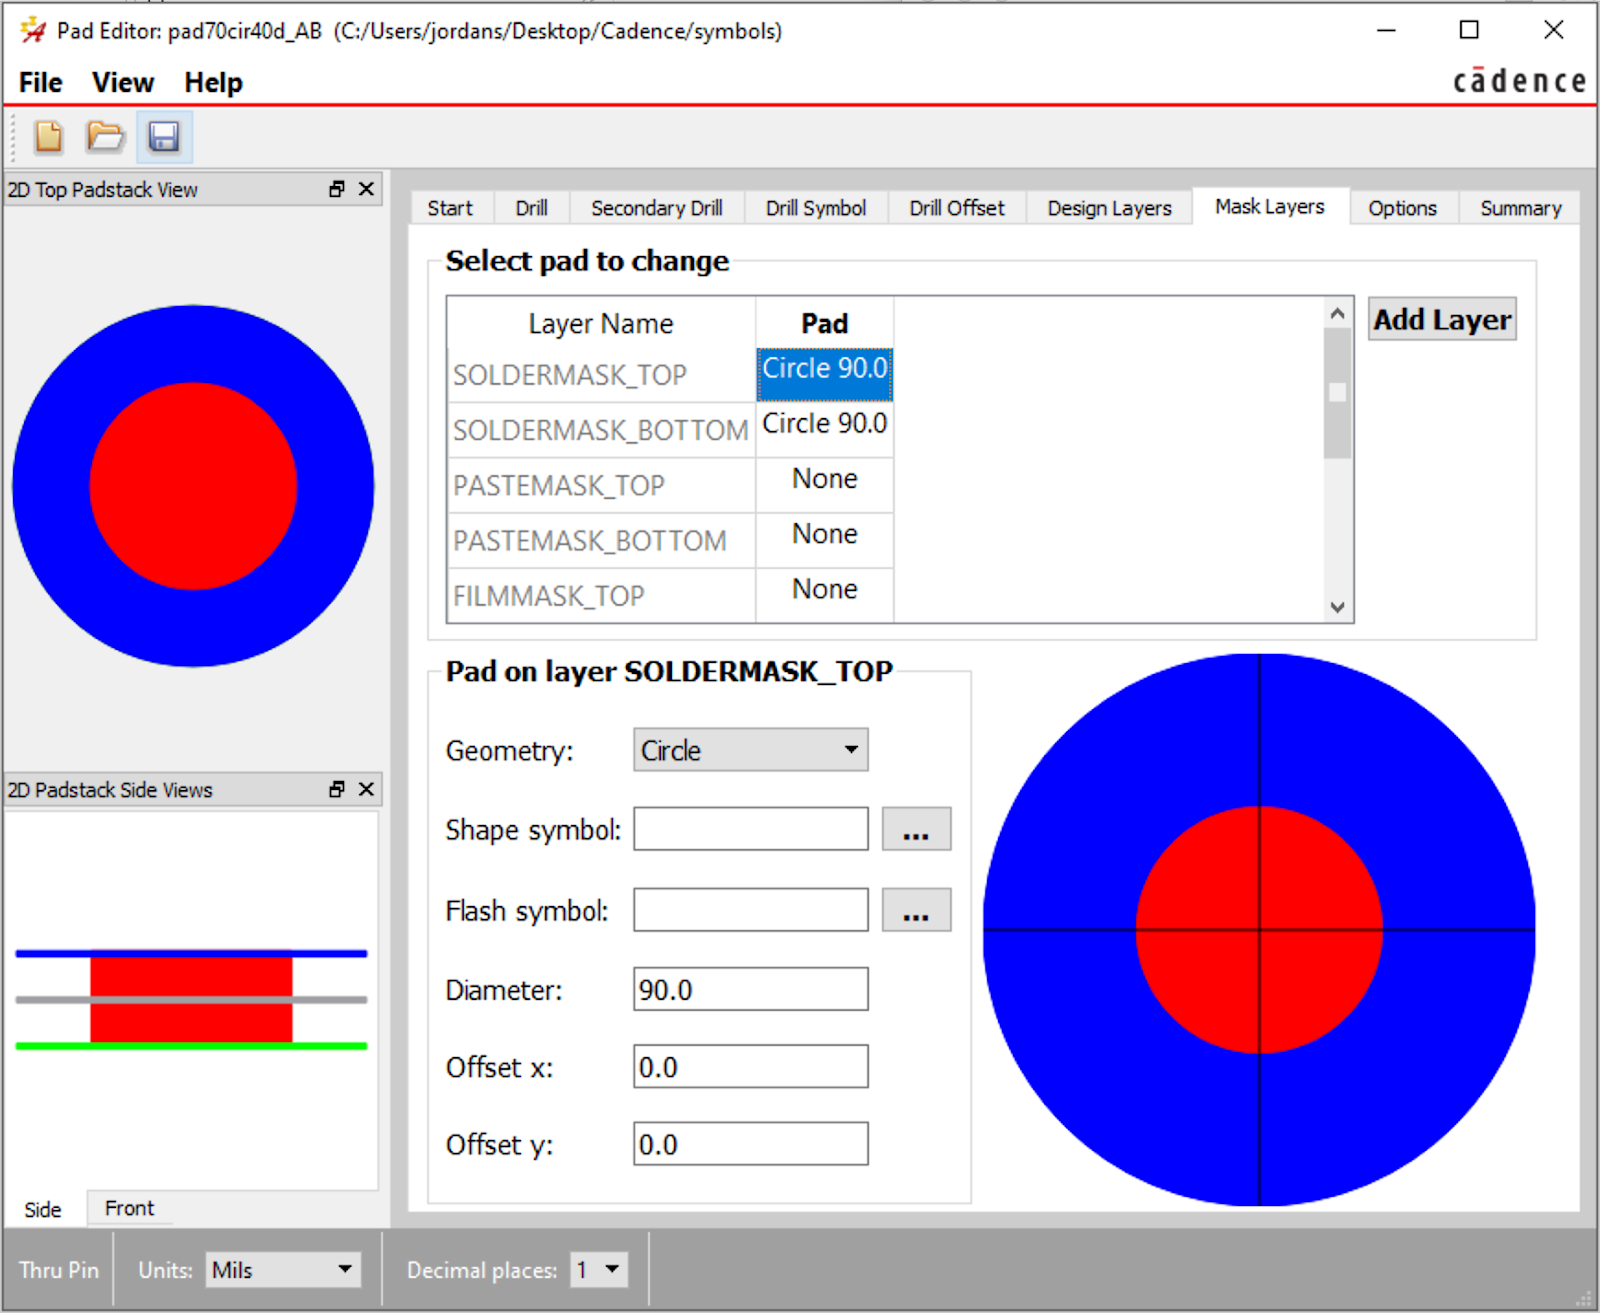 Pad Editor: pad70cir40d_AB (C:/Users/jordans/Desktop/Cadence/symbols)
File View Help
cādence
2D Top Padstack View
Start Drill Secondary Drill Drill Symbol Drill Offset Design Layers Mask Layers Options Summary
Select pad to change
Layer Name Pad
Add Layer
SOLDERMASK_TOP Circle 90.0
SOLDERMASK_BOTTOM Circle 90.0
PASTEMASK_TOP None
PASTEMASK_BOTTOM None
FILMMASK_TOP None
Pad on layer SOLDERMASK_TOP
Geometry: Circle
Shape symbol: ...
Flash symbol: ...
Diameter: 90.0
Offset x: 0.0
Offset y: 0.0
2D Padstack Side Views
Side Front
Thru Pin Units: Mils Decimal places: 1